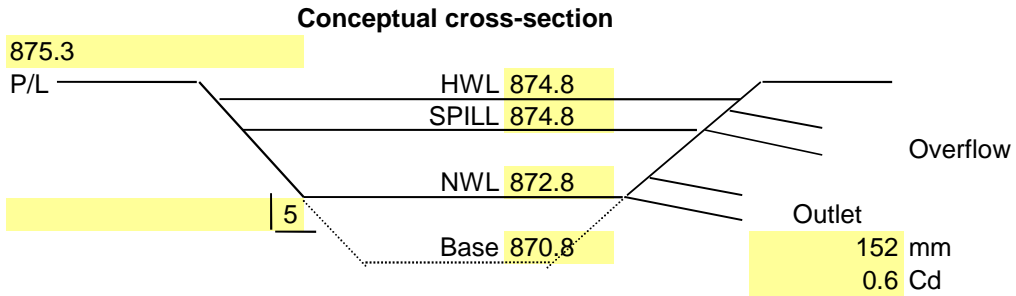 Conceptual cross-section
875.3
P/L
HWL 874.8
SPILL 874.8
Overflow
NWL 872.8
5
Outlet
Base 870.8
152 mm
0.6 Cd